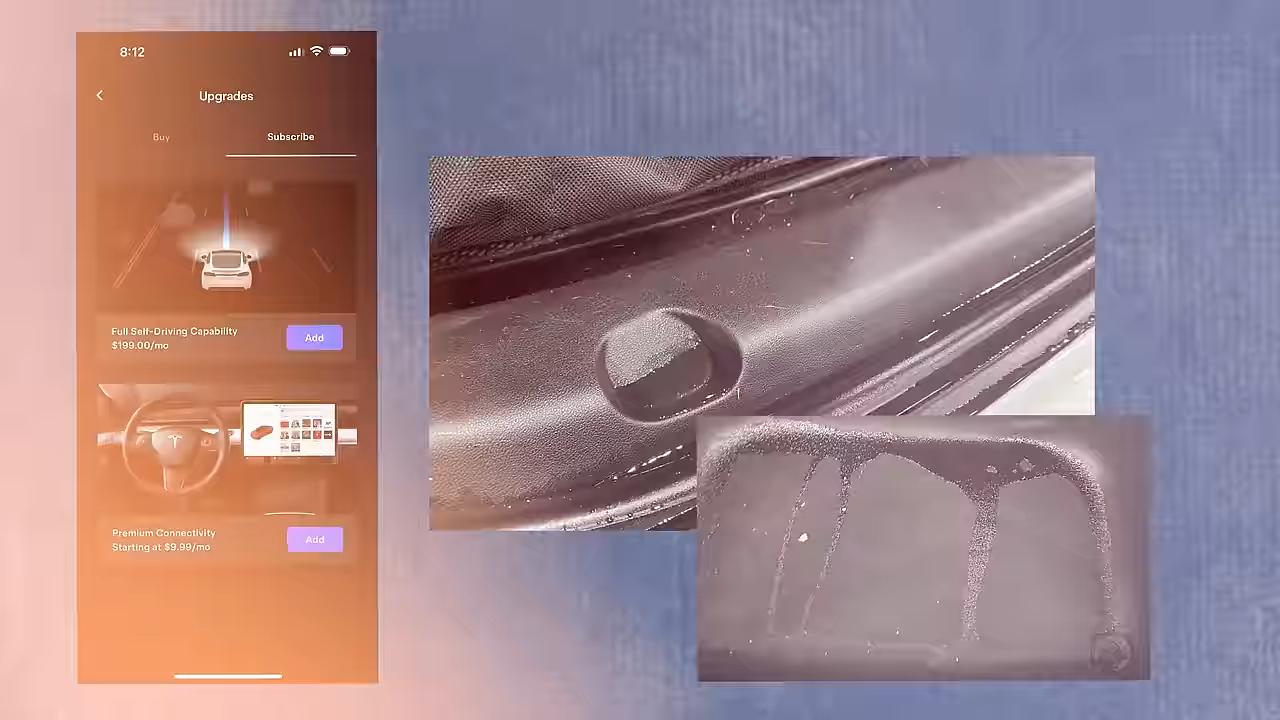 8:12
Upgrades
Buy
Subscribe
Full Self-Driving Capability
$199.00/mo
Add
Premium Connectivity
Starting at $9.99/mo
Add